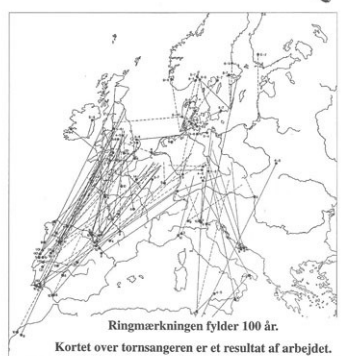 Ringmærkningen fylder 100 år.
Kortet over tornsangeren er et resultat af arbejdet.